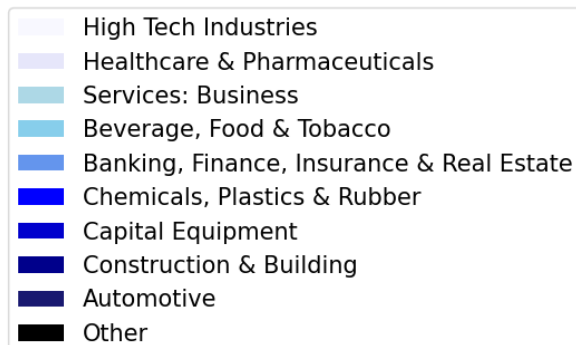 High Tech Industries
Healthcare & Pharmaceuticals
Services: Business
Beverage, Food & Tobacco
Banking, Finance, Insurance & Real Estate
Chemicals, Plastics & Rubber
Capital Equipment
Construction & Building
Automotive
Other